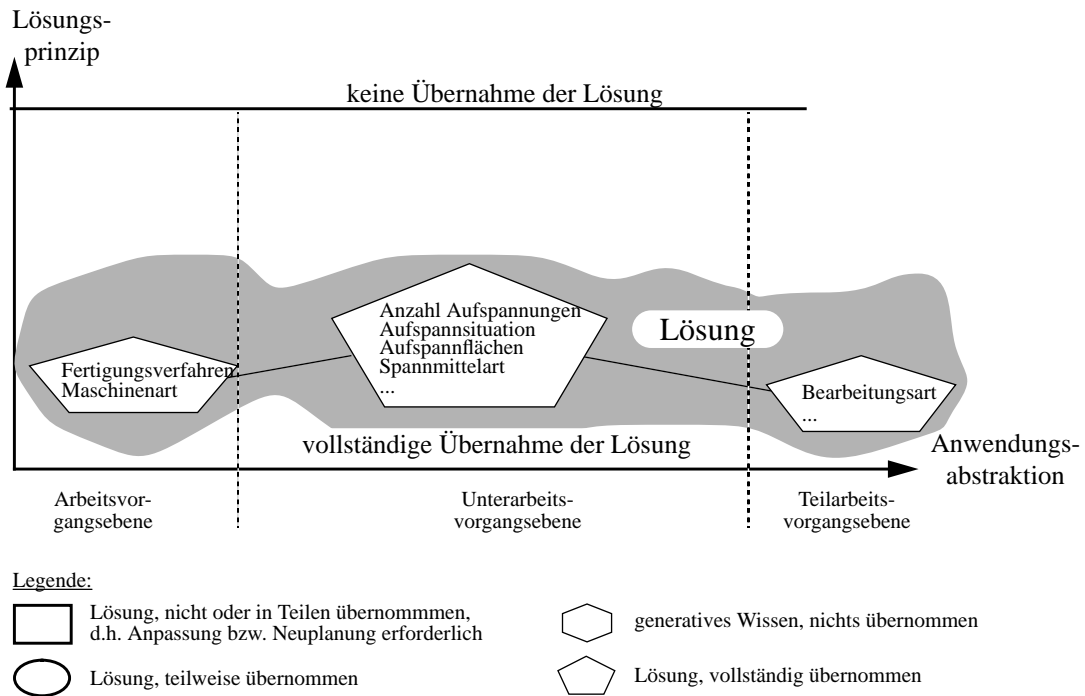 Lösungs-
prinzip
keine Übernahme der Lösung
Anzahl Aufspannungen
Aufspannsituation
Aufspannflächen
Spannmittelart
...
Lösung
Fertigungsverfahren
Maschinenart
Bearbeitungsart
...
vollständige Übernahme der Lösung
Anwendungs-
abstraktion
Arbeitsvor-
gangsebene
Unterarbeits-
vorgangsebene
Teilarbeits-
vorgangsebene
Legende:
Lösung, nicht oder in Teilen übernommmen,
d.h. Anpassung bzw. Neuplanung erforderlich
generatives Wissen, nichts übernommen
Lösung, teilweise übernommen
Lösung, vollständig übernommen